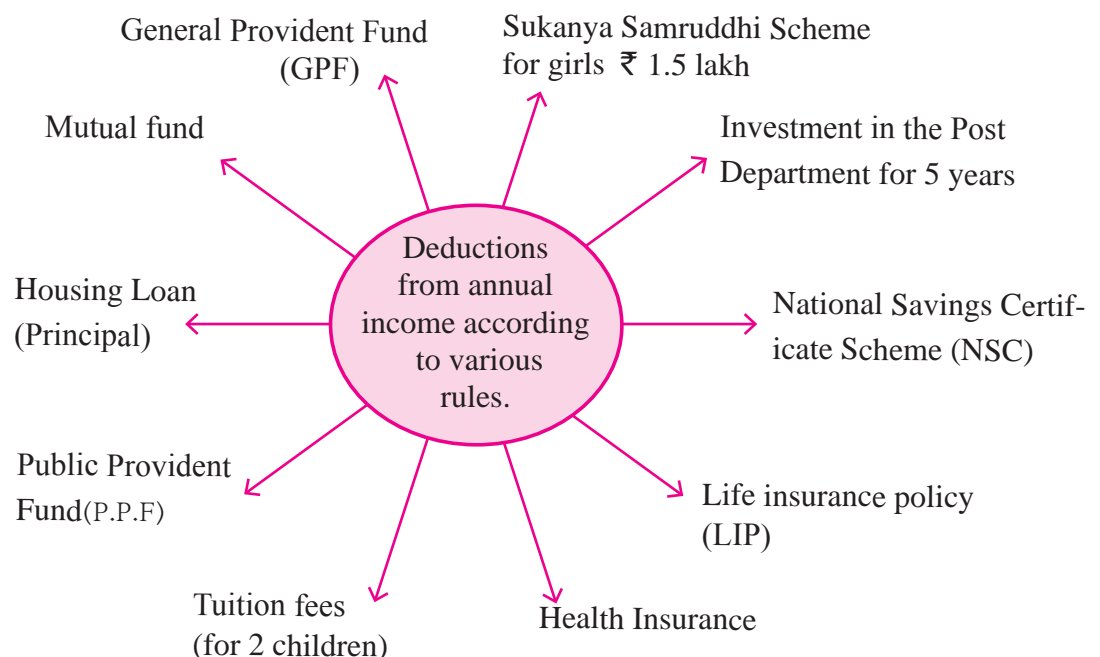 General Provident Fund
(GPF)
Sukanya Samruddhi Scheme
for girls ₹ 1.5 lakh
Mutual fund
Investment in the Post
Department for 5 years
Deductions
from annual
income according
to various
rules.
Housing Loan
(Principal)
National Savings Certif-
icate Scheme (NSC)
Public Provident
Fund(P.P.F)
Life insurance policy
(LIP)
Tuition fees
(for 2 children)
Health Insurance